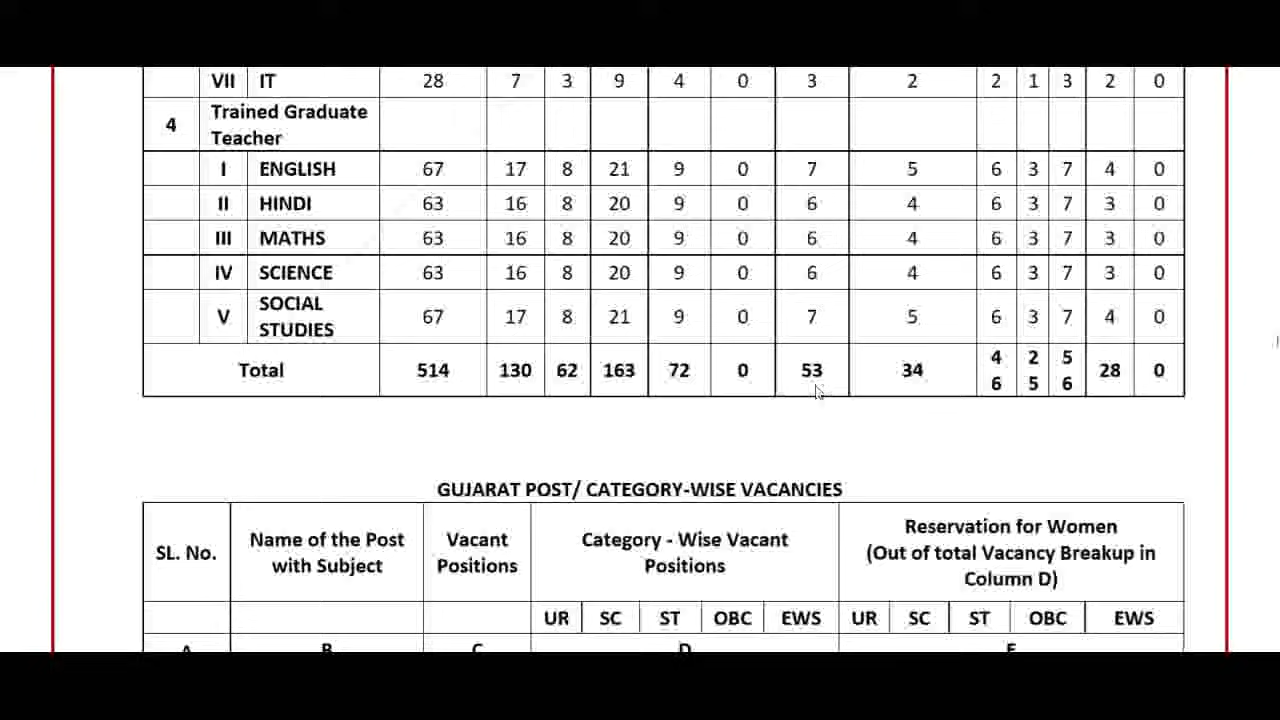 VII IT 28 7 3 9 4 0 3 2 2 1 3 2 0
4 Trained Graduate
Teacher
I ENGLISH 67 17 8 21 9 0 7 5 6 3 7 4 0
II HINDI 63 16 8 20 9 0 6 4 6 3 7 3 0
III MATHS 63 16 8 20 9 0 6 4 6 3 7 3 0
IV SCIENCE 63 16 8 20 9 0 6 4 6 3 7 3 0
V SOCIAL
STUDIES 67 17 8 21 9 0 7 5 6 3 7 4 0
Total 514 130 62 163 72 0 53 34 46 25 56 28 0
GUJARAT POST/ CATEGORY-WISE VACANCIES
SL. No. Name of the Post
with Subject Vacant
Positions Category - Wise Vacant
Positions Reservation for Women
(Out of total Vacancy Breakup in
Column D)
UR SC ST OBC EWS UR SC ST OBC EWS
A B C D E